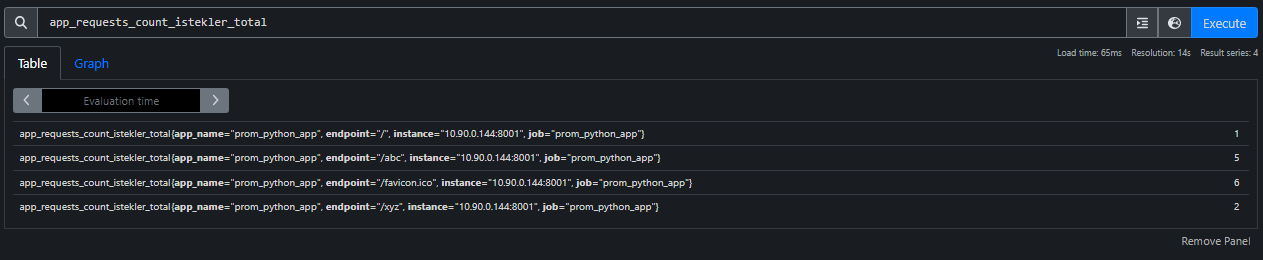 app_requests_count_istekler_total
Execute
Table Graph
Load time: 65ms Resolution: 14s Result series: 4
Evaluation time
app_requests_count_istekler_total{app_name="prom_python_app", endpoint="/", instance="10.90.0.144:8001", job="prom_python_app"} 1
app_requests_count_istekler_total{app_name="prom_python_app", endpoint="/abc", instance="10.90.0.144:8001", job="prom_python_app"} 5
app_requests_count_istekler_total{app_name="prom_python_app", endpoint="/favicon.ico", instance="10.90.0.144:8001", job="prom_python_app"} 6
app_requests_count_istekler_total{app_name="prom_python_app", endpoint="/xyz", instance="10.90.0.144:8001", job="prom_python_app"} 2
Remove Panel